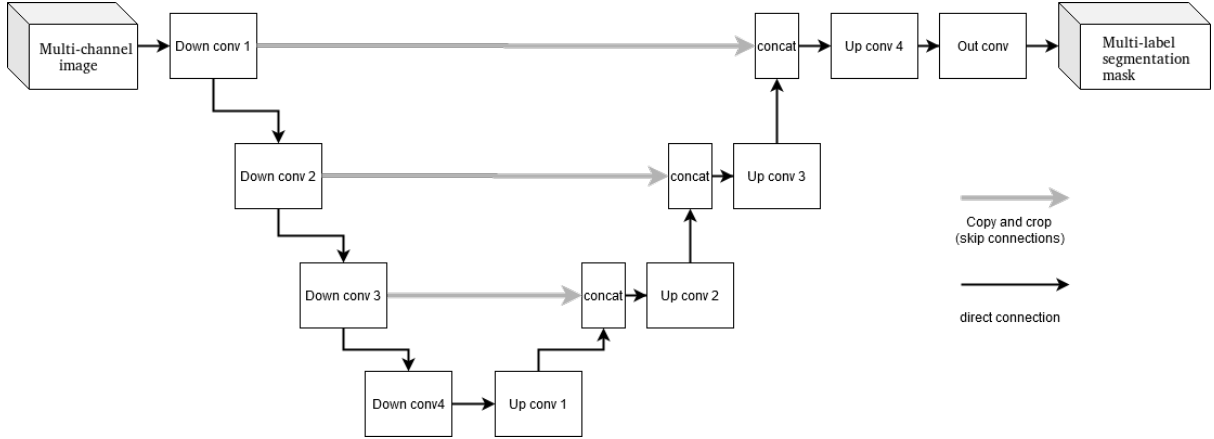 Multi-channel
image
Down conv 1
concat
Up conv 4
Out conv
Multi-label
segmentation
mask
Down conv 2
concat
Up conv 3
Copy and crop
(skip connections)
Down conv 3
concat
Up conv 2
direct connection
Down conv4
Up conv 1